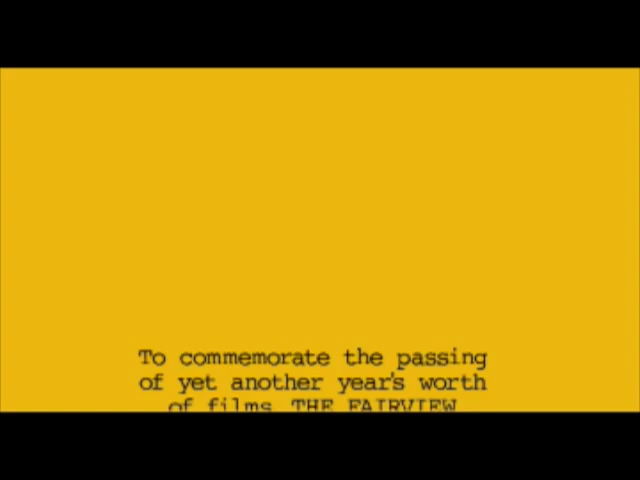 To commemorate the passing
of yet another year's worth
of films, THE FAIRVIEW